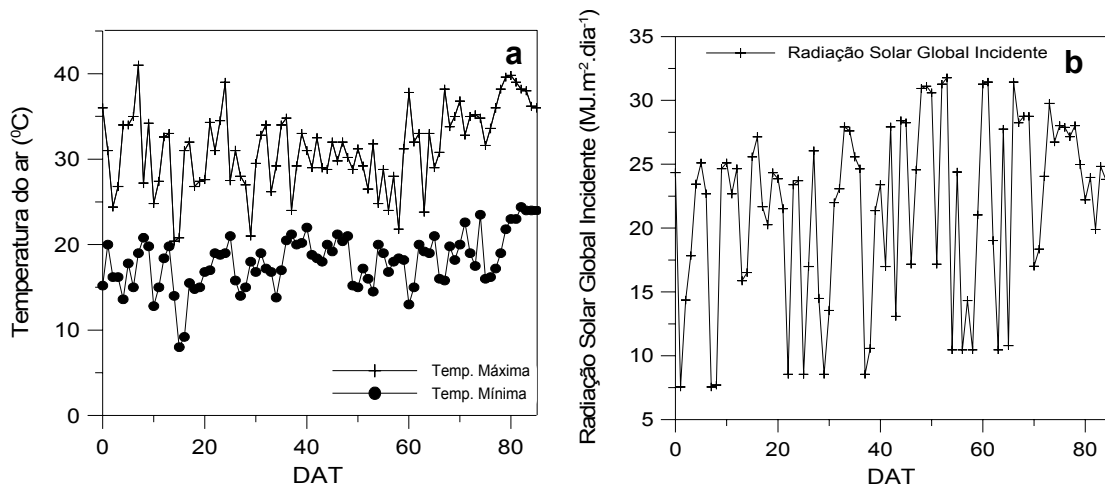 a
Temperatura do ar (ºC)
40
30
20
10
0
Temp. Máxima
Temp. Mínima
0 20 40 60 80
DAT
b
Radiação Solar Global Incidente
Radiação Solar Global Incidente (MJ.m⁻².dia⁻¹)
35
30
25
20
15
10
5
0 20 40 60 80
DAT